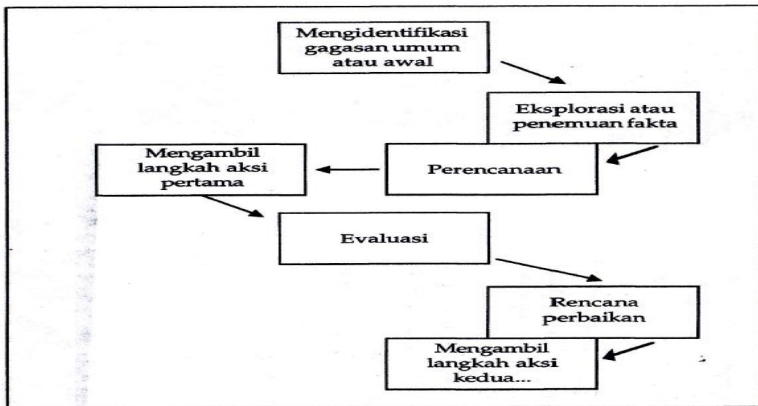 Mengidentifikasi
gagasan umum
atau awal
Eksplorasi atau
penemuan fakta
Perencanaan
Mengambil
langkah aksi
pertama
Evaluasi
Rencana
perbaikan
Mengambil
langkah aksi
kedua...